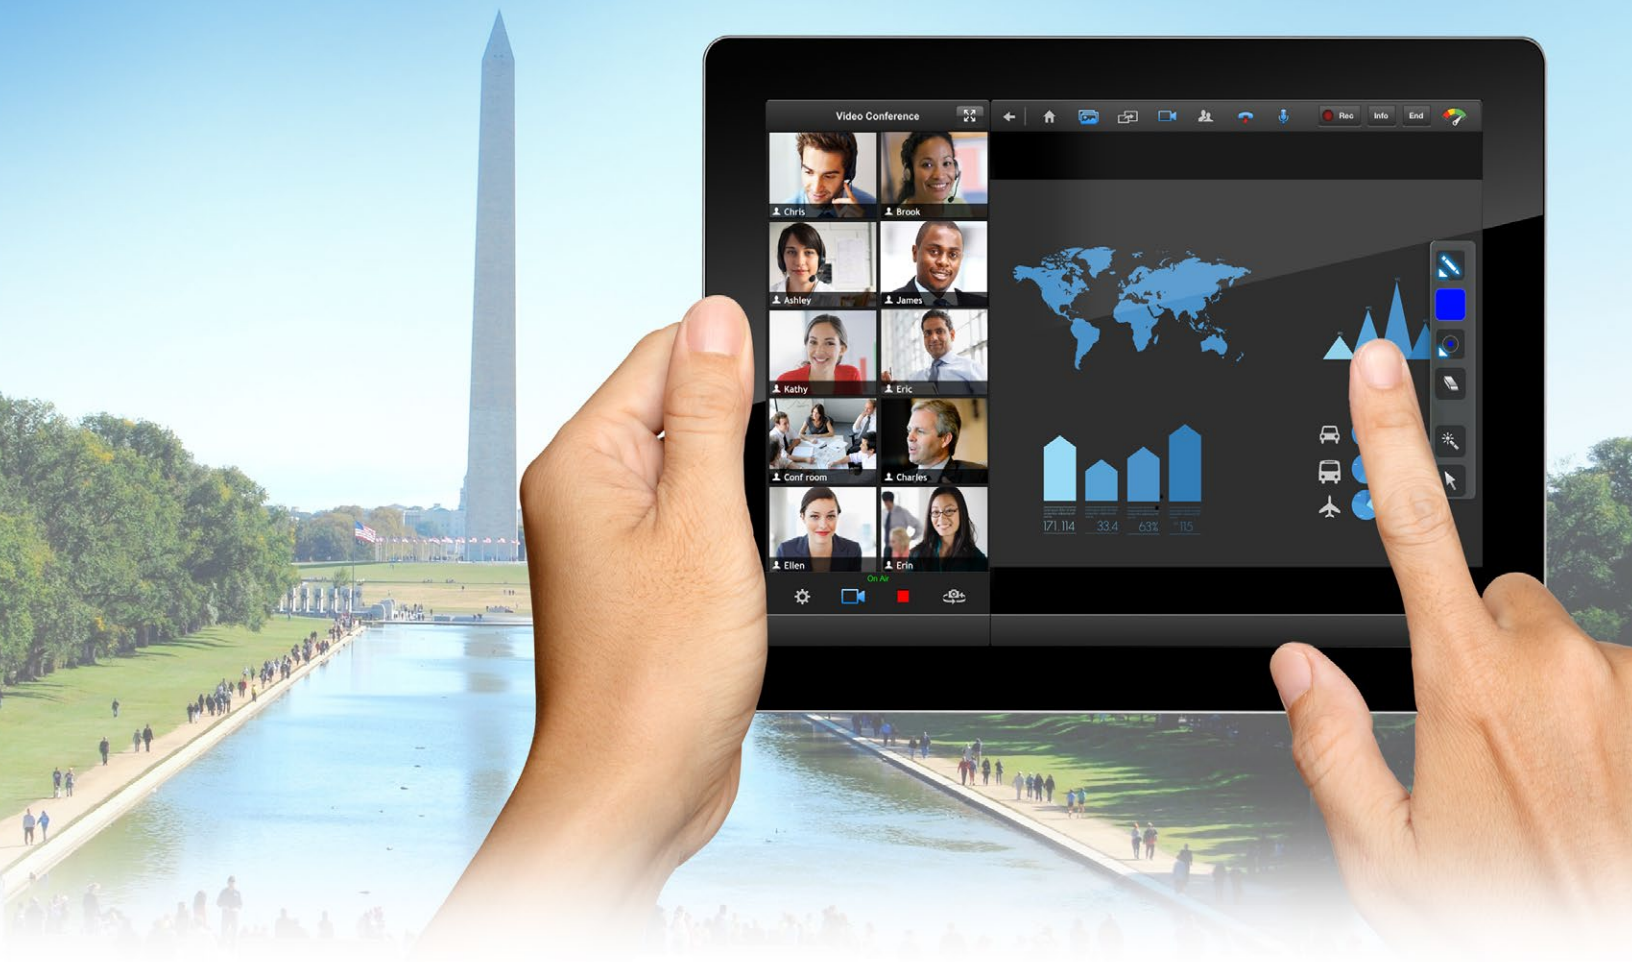 Video Conference
Rec Info End
Chris Brook
Ashley James
Kathy Eric
Conf room Charles
Ellen Erin
On Air
171.114 33.4 63% °115